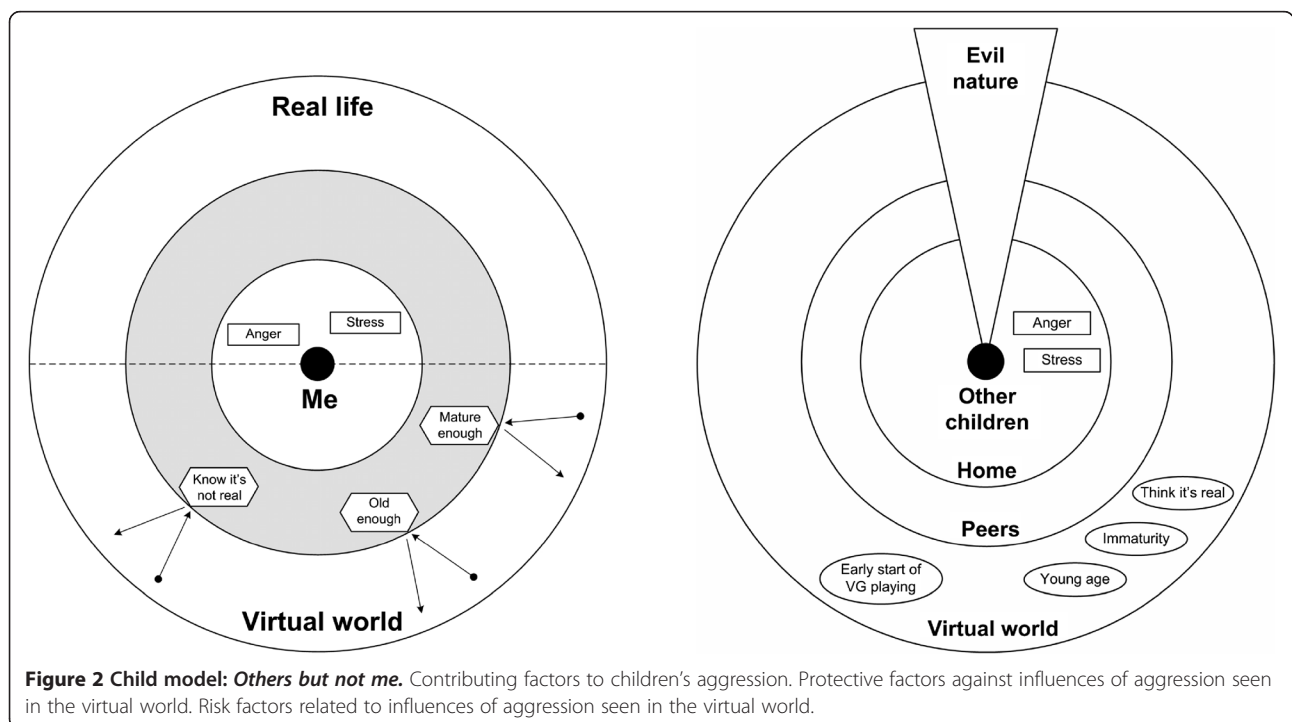 Real life
Anger
Stress
Me
Mature
enough
Know it's
not real
Old
enough
Virtual world
Evil
nature
Anger
Stress
Other
children
Home
Peers
Think it's real
Immaturity
Early start of
VG playing
Young age
Virtual world
Figure 2 Child model: Others but not me. Contributing factors to children's aggression. Protective factors against influences of aggression seen
in the virtual world. Risk factors related to influences of aggression seen in the virtual world.